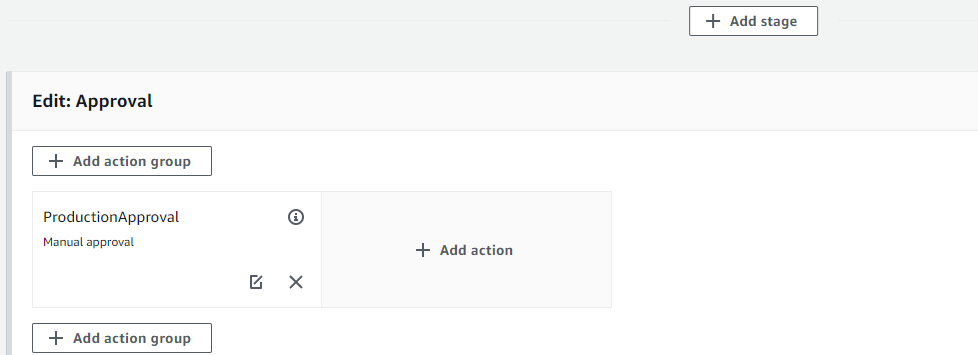 Add stage
Edit: Approval
Add action group
ProductionApproval
Manual approval
Add action
Add action group